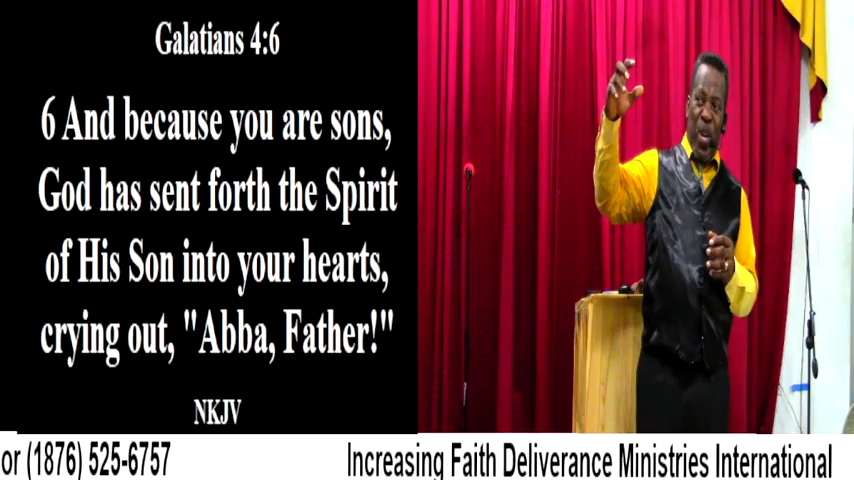 Galatians 4:6
6 And because you are sons,
God has sent forth the Spirit
of His Son into your hearts,
crying out, "Abba, Father!"
NKJV
or (1876) 525-6757 Increasing Faith Deliverance Ministries International